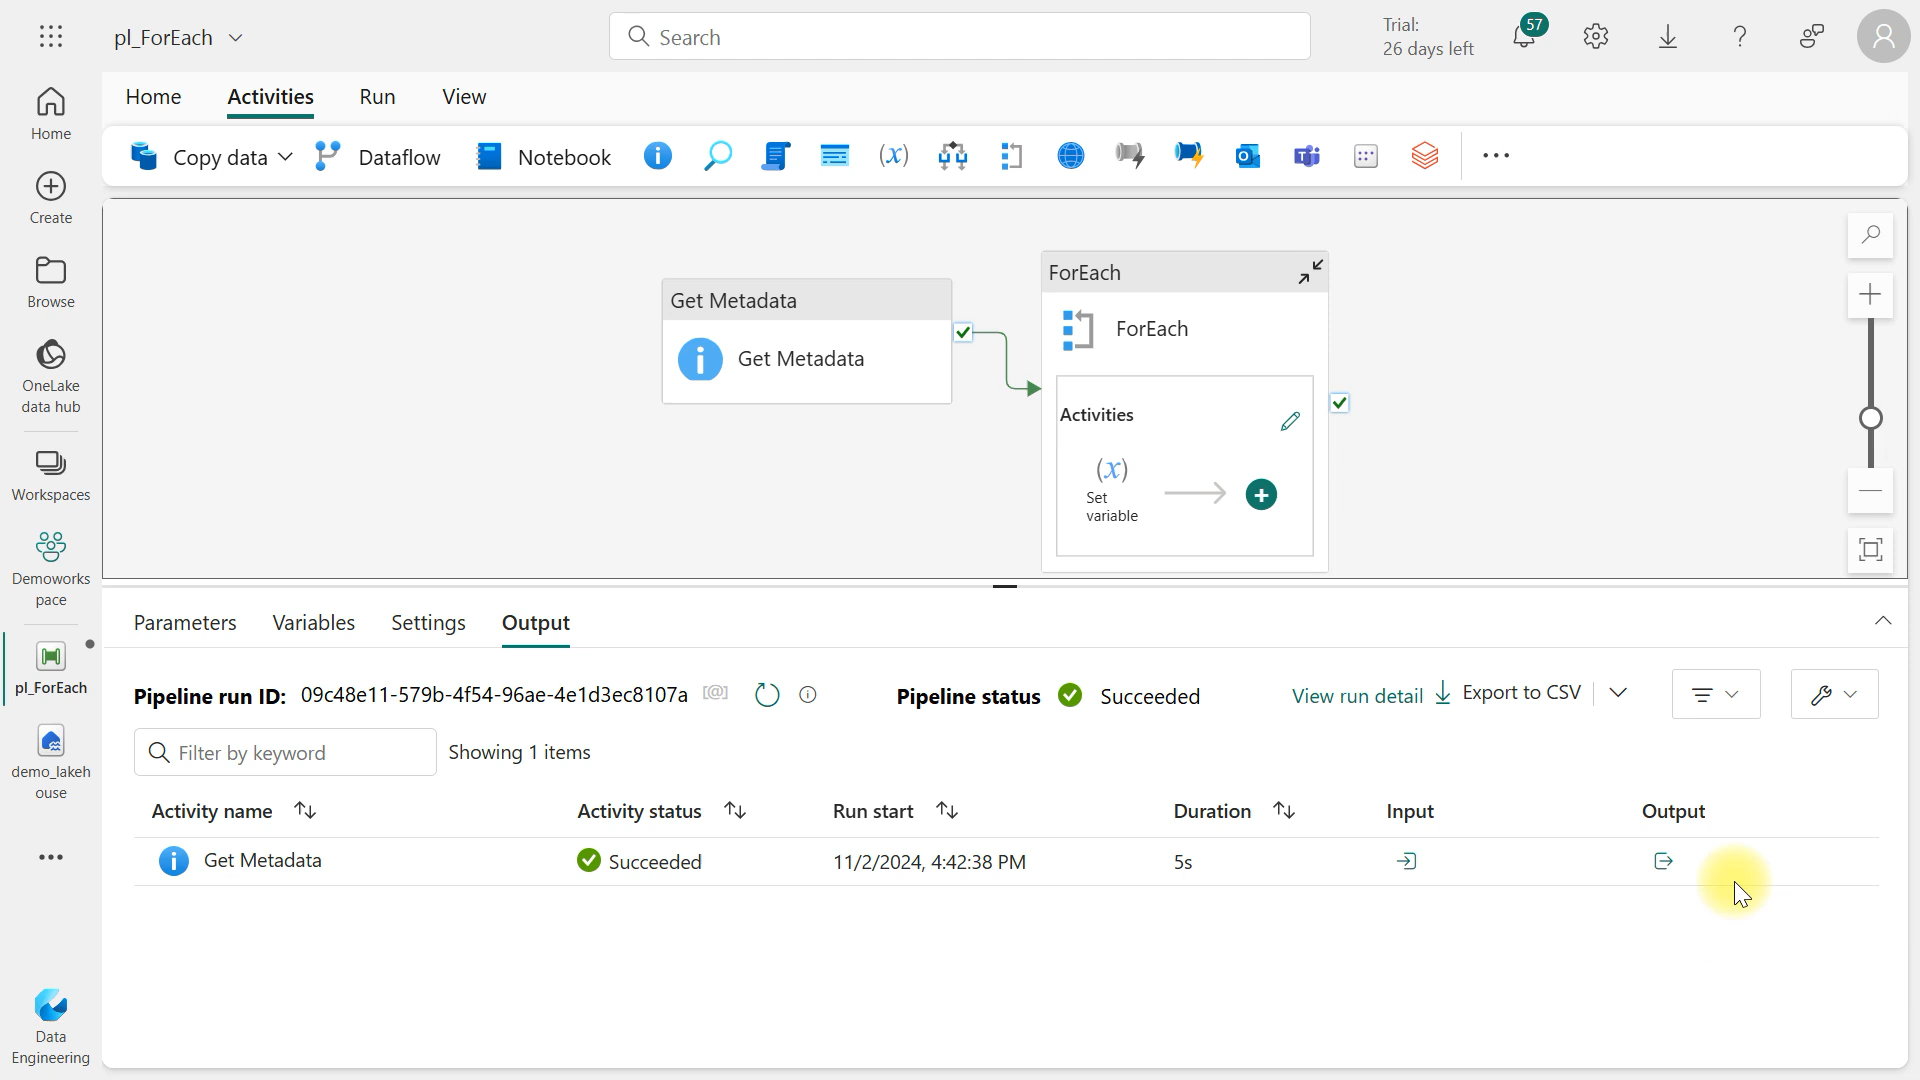 pl_ForEach
Search
Trial:
26 days left
57
Home
Activities
Run
View
Copy data
Dataflow
Notebook
Home
Create
Browse
OneLake
data hub
Workspaces
Demoworks
pace
pl_ForEach
demo_lakeh
ouse
Data
Engineering
Get Metadata
Get Metadata
ForEach
ForEach
Activities
(x)
Set
variable
Parameters
Variables
Settings
Output
Pipeline run ID: 09c48e11-579b-4f54-96ae-4e1d3ec8107a
Pipeline status
Succeeded
View run detail
Export to CSV
Filter by keyword
Showing 1 items
Activity name
Activity status
Run start
Duration
Input
Output
Get Metadata
Succeeded
11/2/2024, 4:42:38 PM
5s